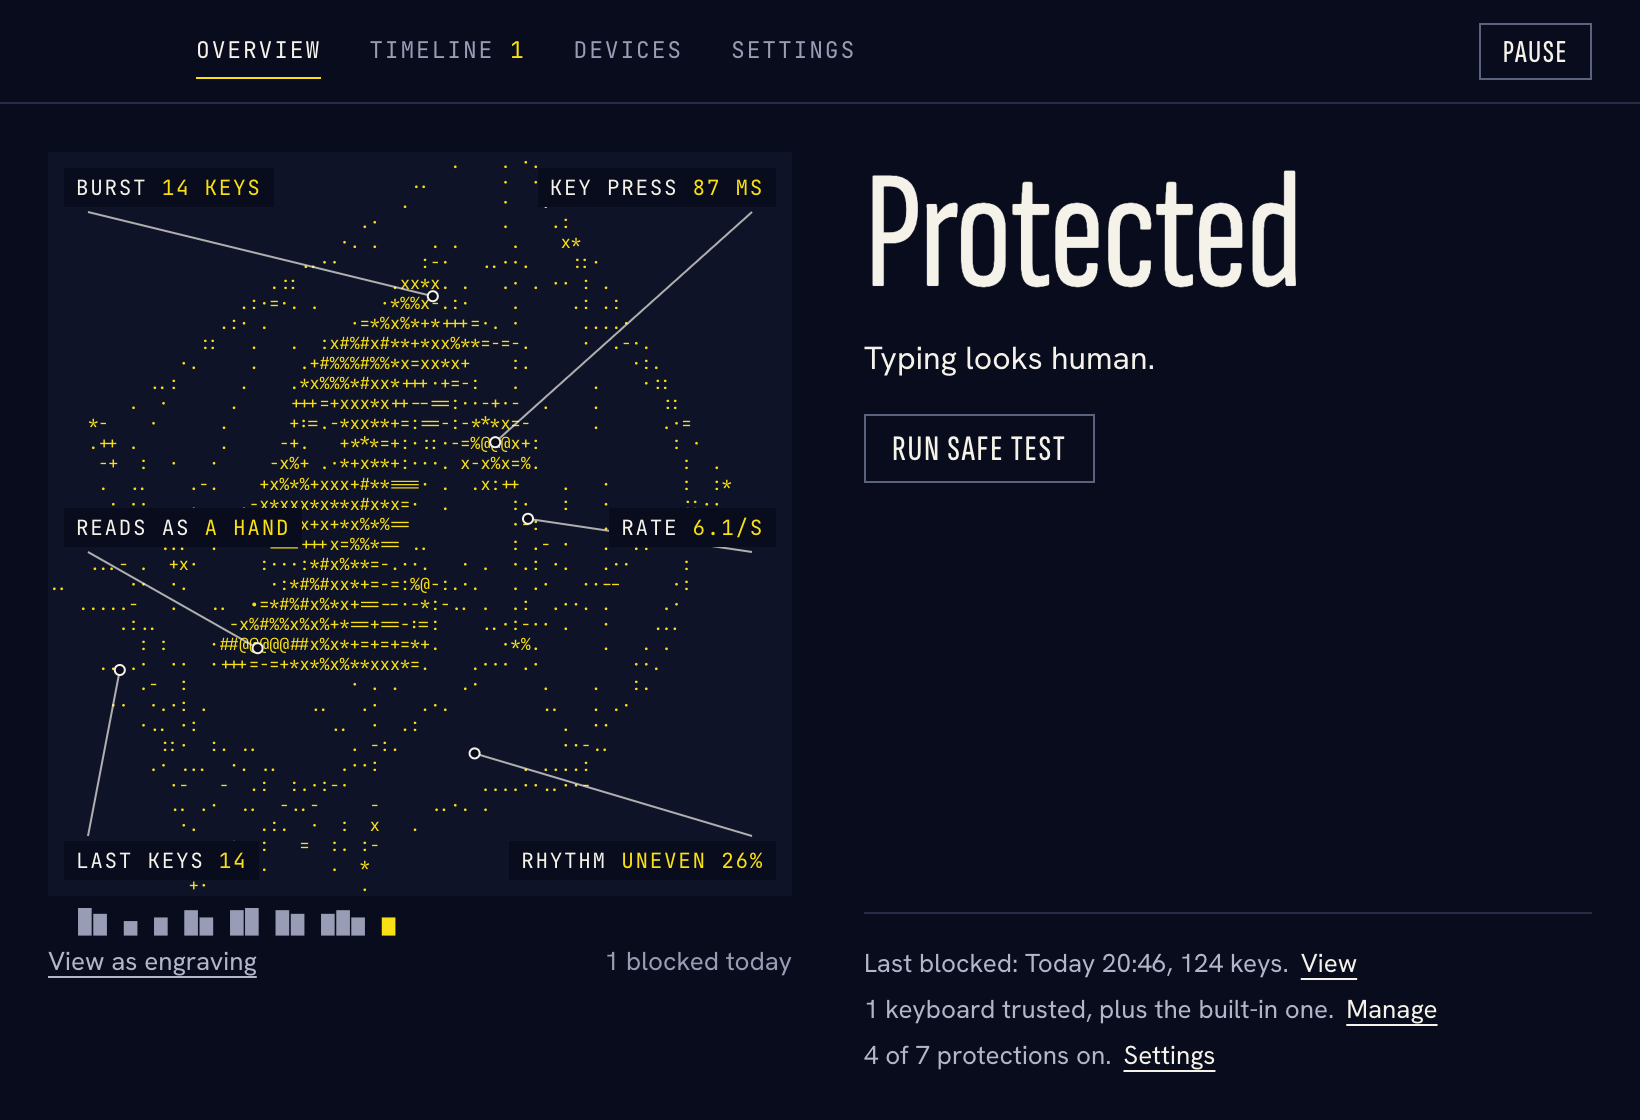 OVERVIEW TIMELINE 1 DEVICES SETTINGS PAUSE
BURST 14 KEYS
KEY PRESS 87 MS
READS AS A HAND
RATE 6.1/S
LAST KEYS 14
RHYTHM UNEVEN 26%
View as engraving
1 blocked today
Protected
Typing looks human.
RUN SAFE TEST
Last blocked: Today 20:46, 124 keys. View
1 keyboard trusted, plus the built-in one. Manage
4 of 7 protections on. Settings